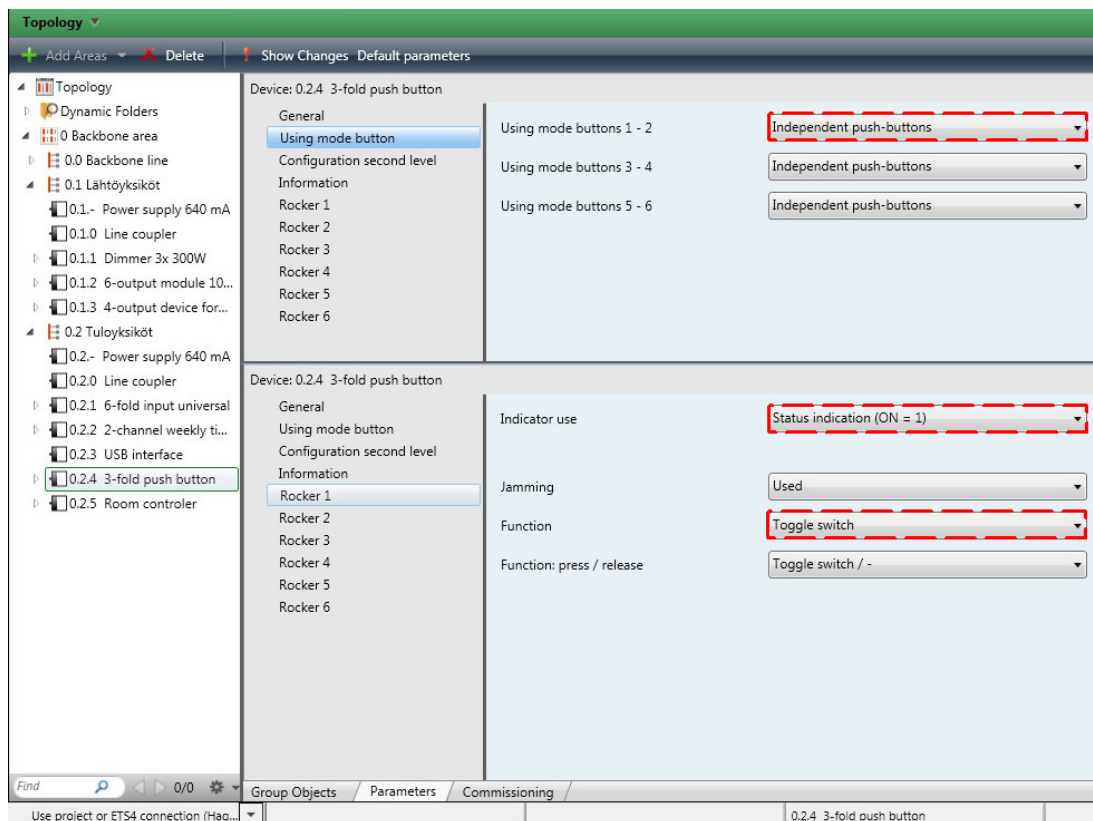 Topology
Add Areas Delete Show Changes Default parameters
Topology
Dynamic Folders
0 Backbone area
0.0 Backbone line
0.1 Lähtöyksiköt
0.1.- Power supply 640 mA
0.1.0 Line coupler
0.1.1 Dimmer 3x 300W
0.1.2 6-output module 10...
0.1.3 4-output device for...
0.2 Tuloyksiköt
0.2.- Power supply 640 mA
0.2.0 Line coupler
0.2.1 6-fold input universal
0.2.2 2-channel weekly ti...
0.2.3 USB interface
0.2.4 3-fold push button
0.2.5 Room controler
Find 0/0
Device: 0.2.4 3-fold push button
General
Using mode button
Configuration second level
Information
Rocker 1
Rocker 2
Rocker 3
Rocker 4
Rocker 5
Rocker 6
Using mode buttons 1 - 2 Independent push-buttons
Using mode buttons 3 - 4 Independent push-buttons
Using mode buttons 5 - 6 Independent push-buttons
Device: 0.2.4 3-fold push button
General
Using mode button
Configuration second level
Information
Rocker 1
Rocker 2
Rocker 3
Rocker 4
Rocker 5
Rocker 6
Indicator use Status indication (ON = 1)
Jamming Used
Function Toggle switch
Function: press / release Toggle switch / -
Group Objects Parameters Commissioning
Use project or ETS4 connection (Hag... 0.2.4 3-fold push button